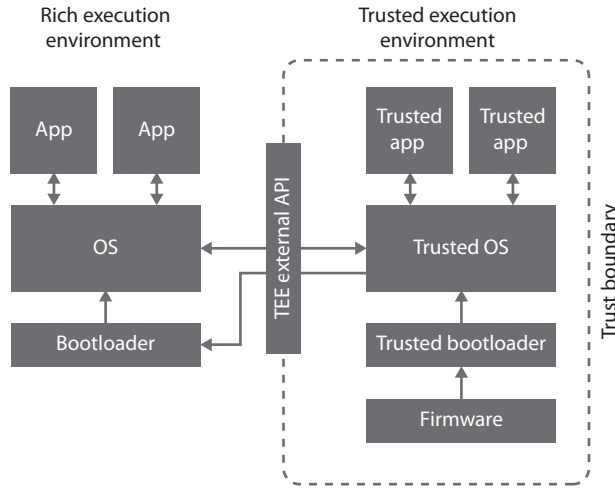 Rich execution
environment
Trusted execution
environment
App
App
Trusted
app
Trusted
app
OS
TEE external API
Trusted OS
Trust boundary
Bootloader
Trusted bootloader
Firmware